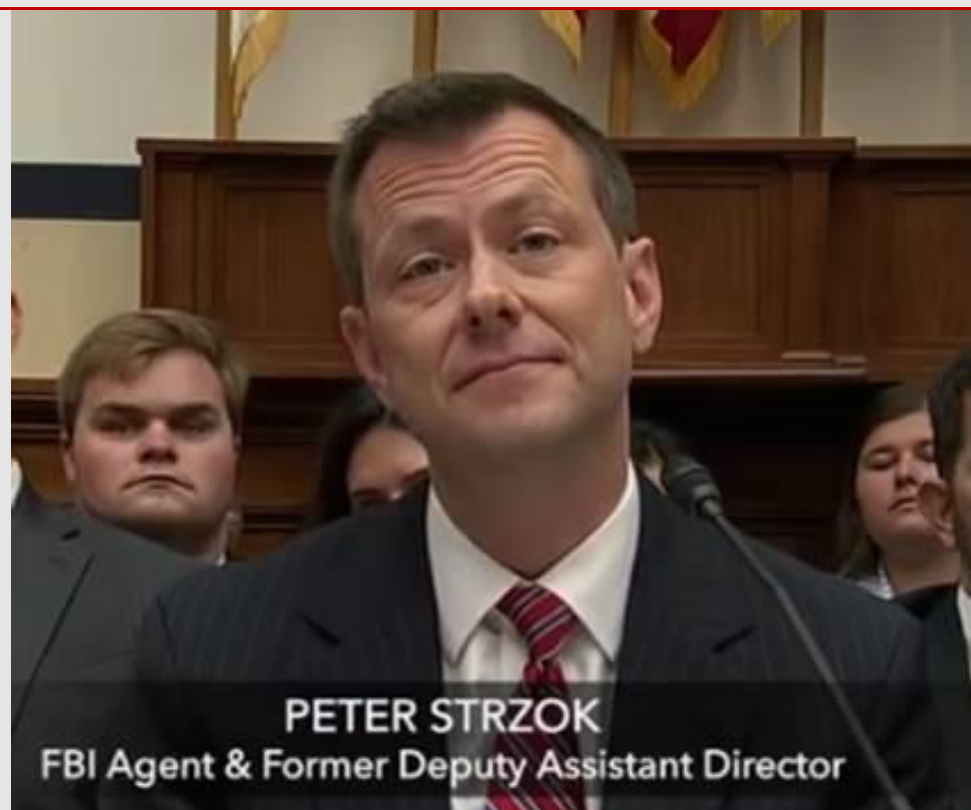 PETER STRZOK
FBI Agent & Former Deputy Assistant Director